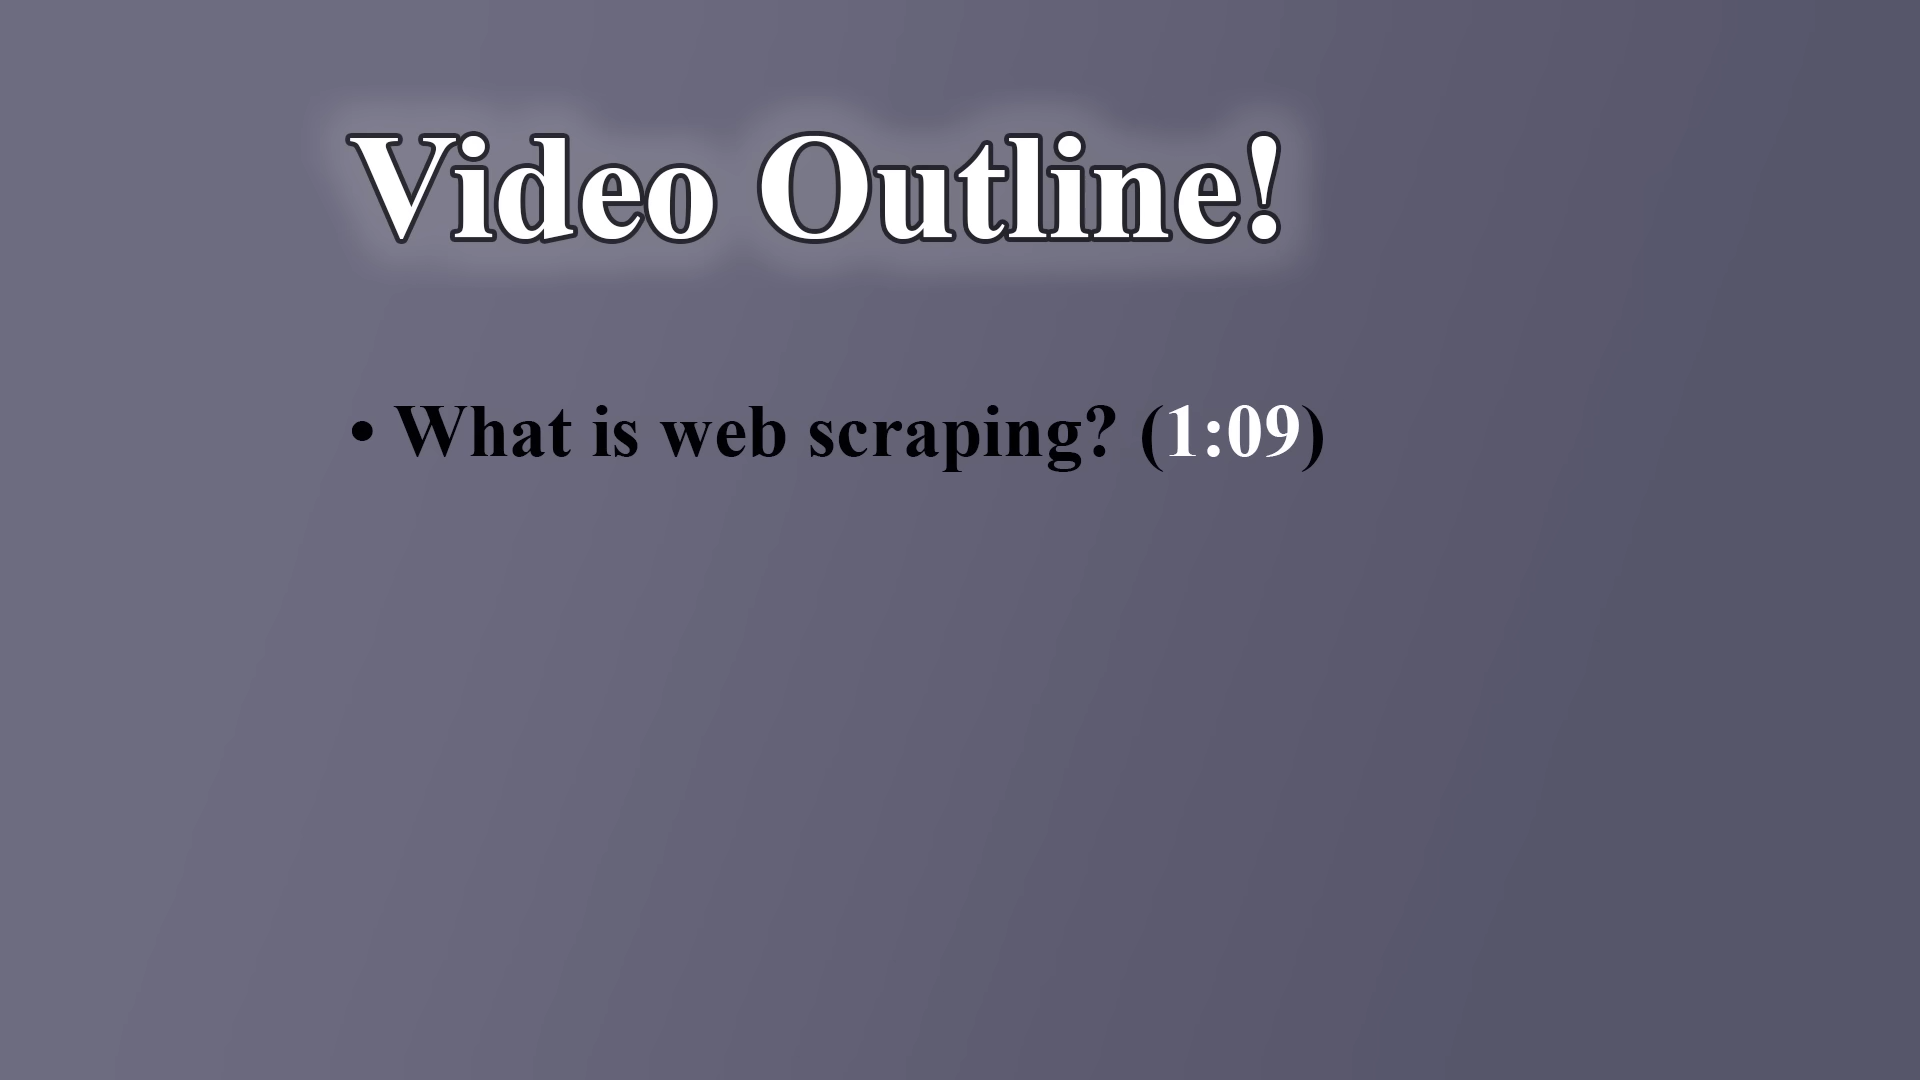 Video Outline!
• What is web scraping? (1:09)